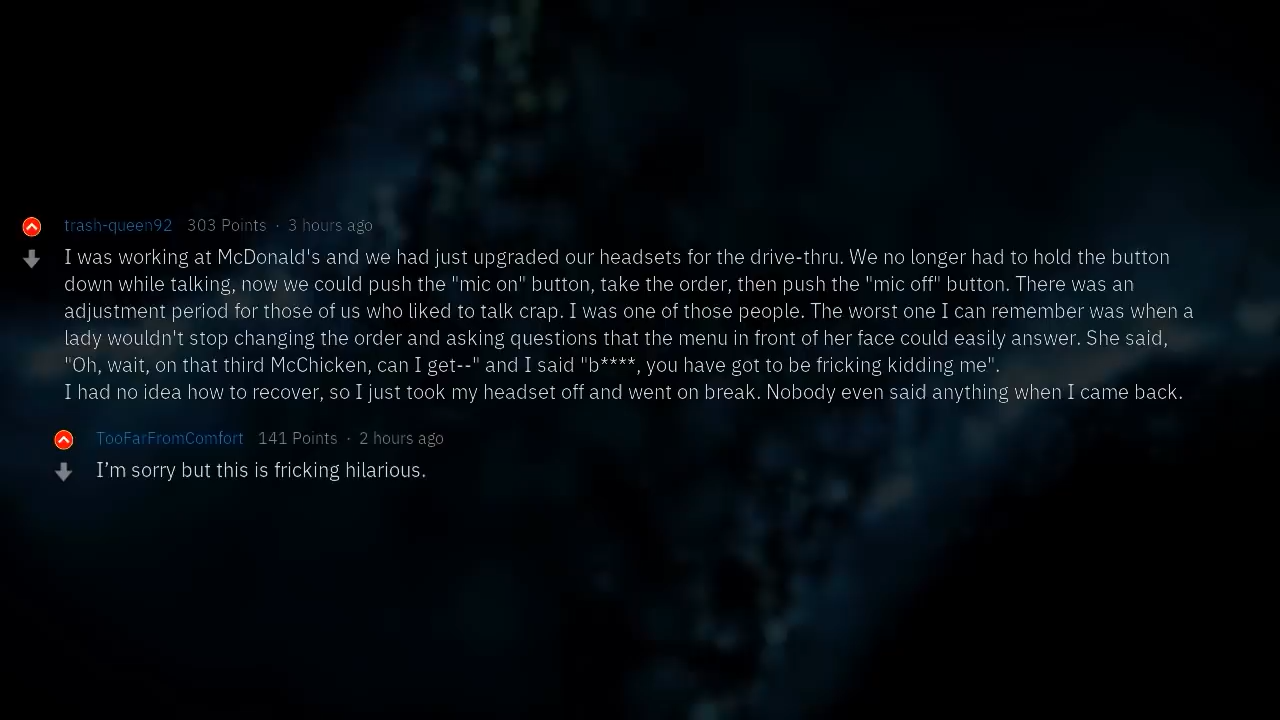 trash-queen92 303 Points · 3 hours ago
I was working at McDonald's and we had just upgraded our headsets for the drive-thru. We no longer had to hold the button
down while talking, now we could push the "mic on" button, take the order, then push the "mic off" button. There was an
adjustment period for those of us who liked to talk crap. I was one of those people. The worst one I can remember was when a
lady wouldn't stop changing the order and asking questions that the menu in front of her face could easily answer. She said,
"Oh, wait, on that third McChicken, can I get--" and I said "b****, you have got to be fricking kidding me".
I had no idea how to recover, so I just took my headset off and went on break. Nobody even said anything when I came back.
TooFarFromComfort 141 Points · 2 hours ago
I’m sorry but this is fricking hilarious.